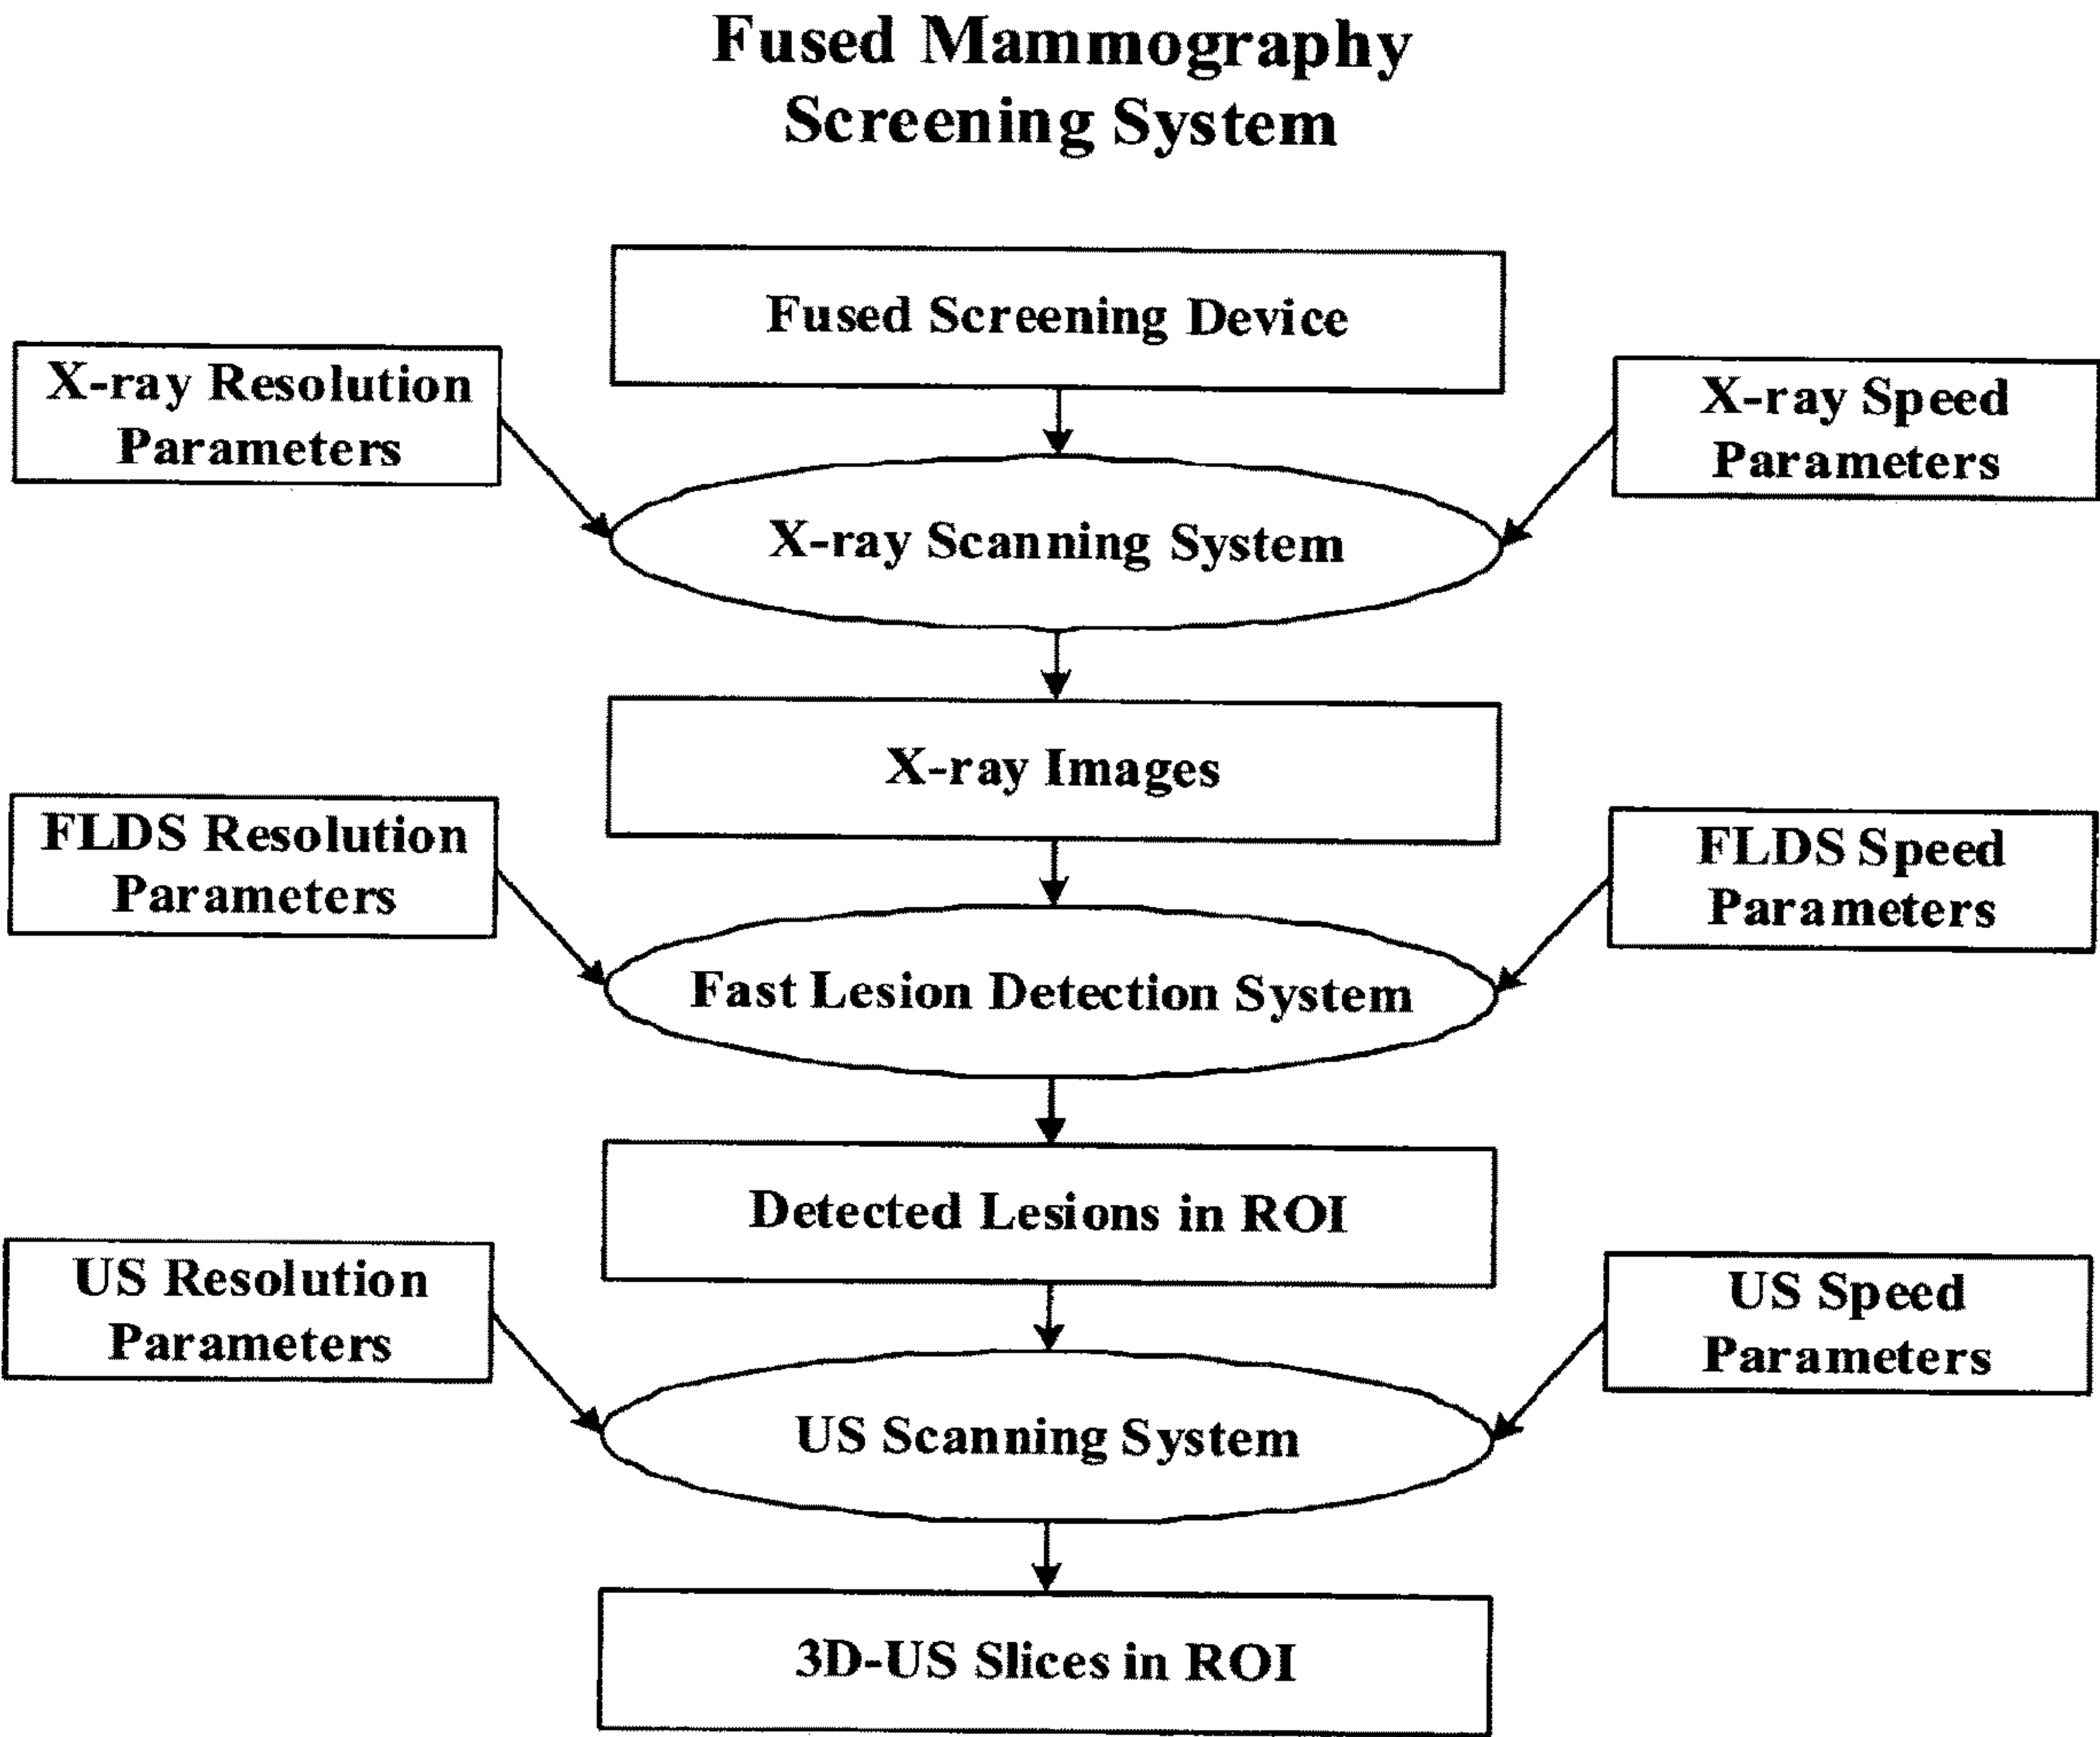 Fused Mammography
Screening System
Fused Screening Device
X-ray Resolution
Parameters
X-ray Speed
Parameters
X-ray Scanning System
X-ray Images
FLDS Resolution
Parameters
FLDS Speed
Parameters
Fast Lesion Detection System
Detected Lesions in ROI
US Resolution
Parameters
US Speed
Parameters
US Scanning System
3D-US Slices in ROI